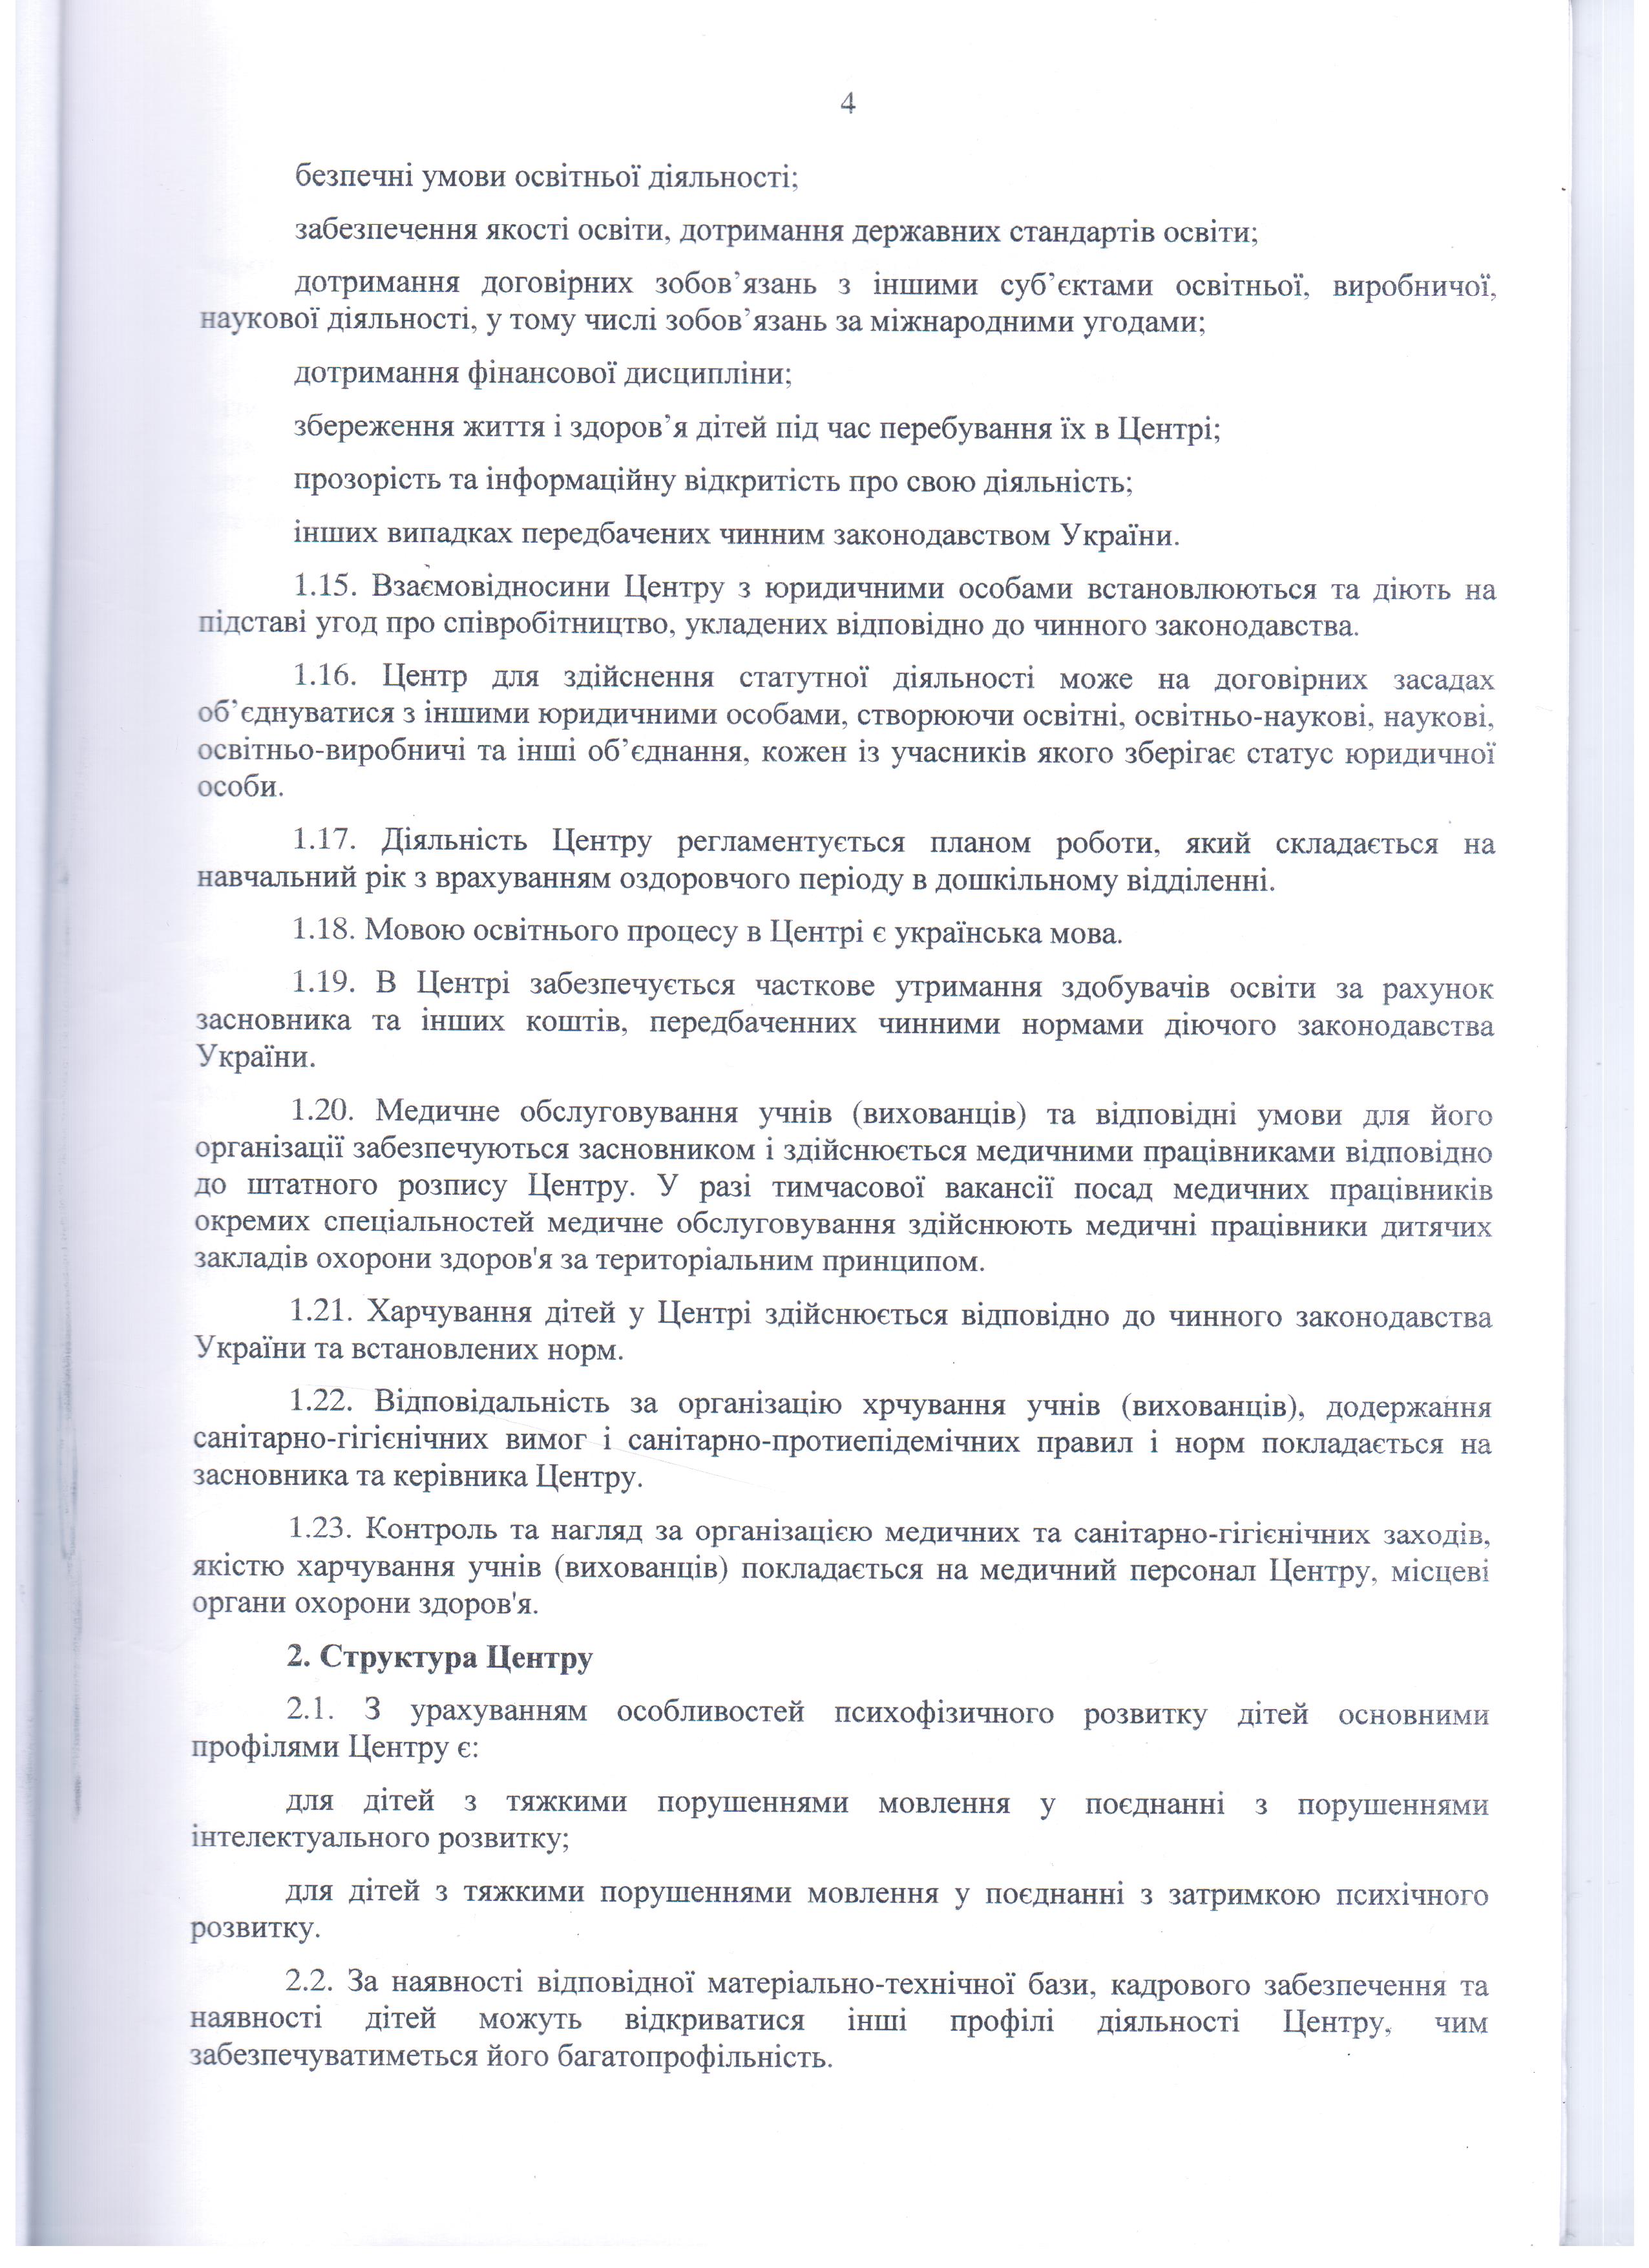 4
безпечні умови освітньої діяльності;
забезпечення якості освіти, дотримання державних стандартів освіти;
дотримання договірних зобов’язань з іншими суб’єктами освітньої, виробничої,
наукової діяльності, у тому числі зобов’язань за міжнародними угодами;
дотримання фінансової дисципліни;
збереження життя і здоров’я дітей під час перебування їх в Центрі;
прозорість та інформаційну відкритість про свою діяльність;
інших випадках передбачених чинним законодавством України.
1.15. Взаємовідносини Центру з юридичними особами встановлюються та діють на
підставі угод про співробітництво, укладених відповідно до чинного законодавства.
1.16. Центр для здійснення статутної діяльності може на договірних засадах
об’єднуватися з іншими юридичними особами, створюючи освітні, освітньо-наукові, наукові,
освітньо-виробничі та інші об’єднання, кожен із учасників якого зберігає статус юридичної
особи.
1.17. Діяльність Центру регламентується планом роботи, який складається на
навчальний рік з врахуванням оздоровчого періоду в дошкільному відділенні.
1.18. Мовою освітнього процесу в Центрі є українська мова.
1.19. В Центрі забезпечується часткове утримання здобувачів освіти за рахунок
засновника та інших коштів, передбаченних чинними нормами діючого законодавства
України.
1.20. Медичне обслуговування учнів (вихованців) та відповідні умови для його
організації забезпечуються засновником і здійснюється медичними працівниками відповідно
до штатного розпису Центру. У разі тимчасової вакансії посад медичних працівників
окремих спеціальностей медичне обслуговування здійснюють медичні працівники дитячих
закладів охорони здоров'я за територіальним принципом.
1.21. Харчування дітей у Центрі здійснюється відповідно до чинного законодавства
України та встановлених норм.
1.22. Відповідальність за організацію хрчування учнів (вихованців), додержання
санітарно-гігієнічних вимог і санітарно-протиепідемічних правил і норм покладається на
засновника та керівника Центру.
1.23. Контроль та нагляд за організацією медичних та санітарно-гігієнічних заходів,
якістю харчування учнів (вихованців) покладається на медичний персонал Центру, місцеві
органи охорони здоров'я.
2. Структура Центру
2.1. З урахуванням особливостей психофізичного розвитку дітей основними
профілями Центру є:
для дітей з тяжкими порушеннями мовлення у поєднанні з порушеннями
інтелектуального розвитку;
для дітей з тяжкими порушеннями мовлення у поєднанні з затримкою психічного
розвитку.
2.2. За наявності відповідної матеріально-технічної бази, кадрового забезпечення та
наявності дітей можуть відкриватися інші профілі діяльності Центру, чим
забезпечуватиметься його багатопрофільність.